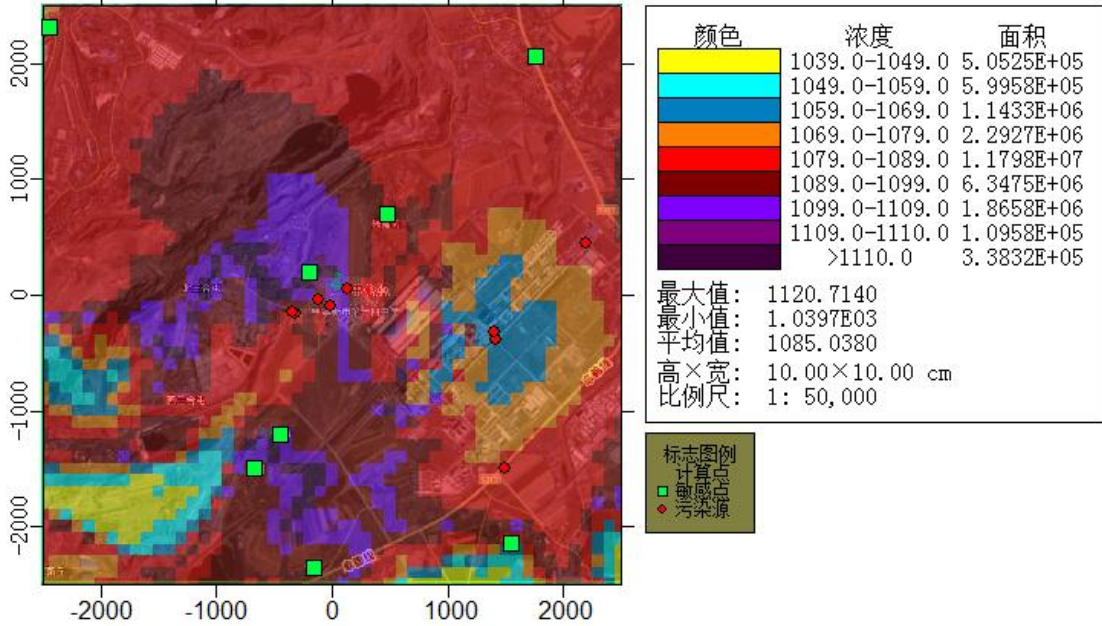 2000
1000
0
-1000
-2000
-2000 -1000 0 1000 2000
颜色 浓度 面积
1039.0-1049.0 5.0525E+05
1049.0-1059.0 5.9958E+05
1059.0-1069.0 1.1433E+06
1069.0-1079.0 2.2927E+06
1079.0-1089.0 1.1798E+07
1089.0-1099.0 6.3475E+06
1099.0-1109.0 1.8658E+06
1109.0-1110.0 1.0958E+05
>1110.0 3.3832E+05
最大值: 1120.7140
最小值: 1.0397E03
平均值: 1085.0380
高×宽: 10.00×10.00 cm
比例尺: 1: 50,000
标志图例
计算点
敏感点
污染源